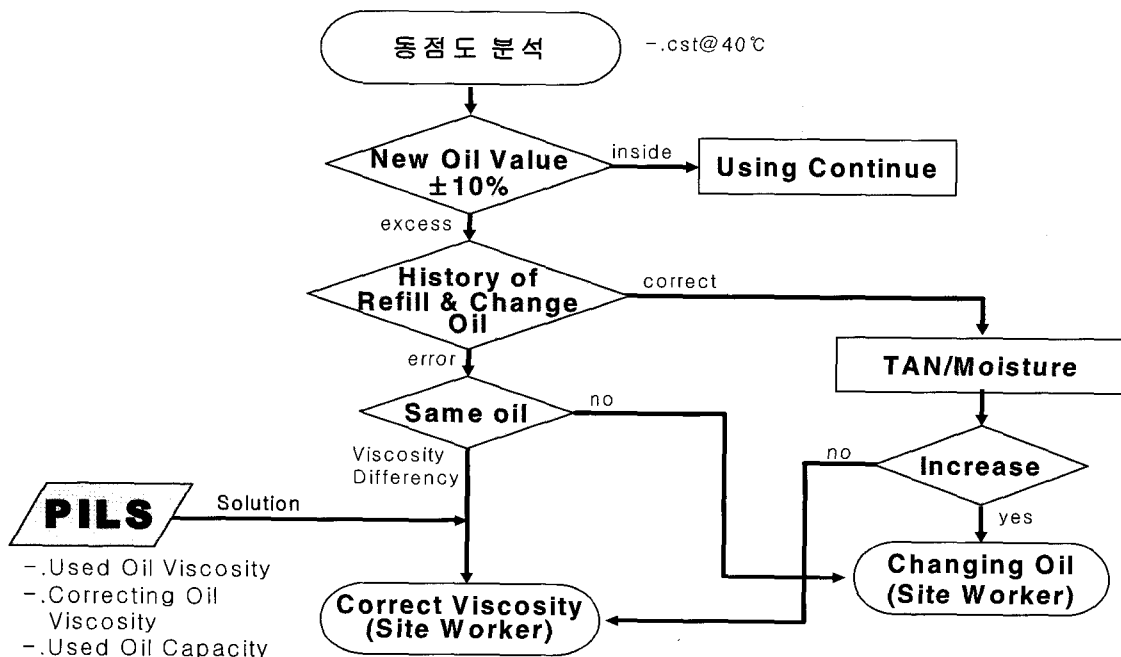 동점도 분석
-.cst@40℃
New Oil Value
±10%
inside
Using Continue
excess
History of
Refill & Change
Oil
correct
error
TAN/Moisture
Same oil
no
Viscosity
Differency
no
Increase
PILS
Solution
yes
-.Used Oil Viscosity
-.Correcting Oil
Viscosity
-.Used Oil Capacity
Correct Viscosity
(Site Worker)
Changing Oil
(Site Worker)